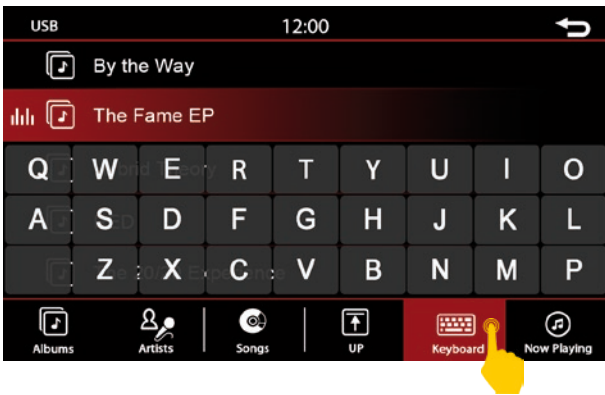 USB 12:00
By the Way
The Fame EP
Q W E R T Y U I O
A S D F G H J K L
Z X C V B N M P
Albums Artists Songs UP Keyboard Now Playing